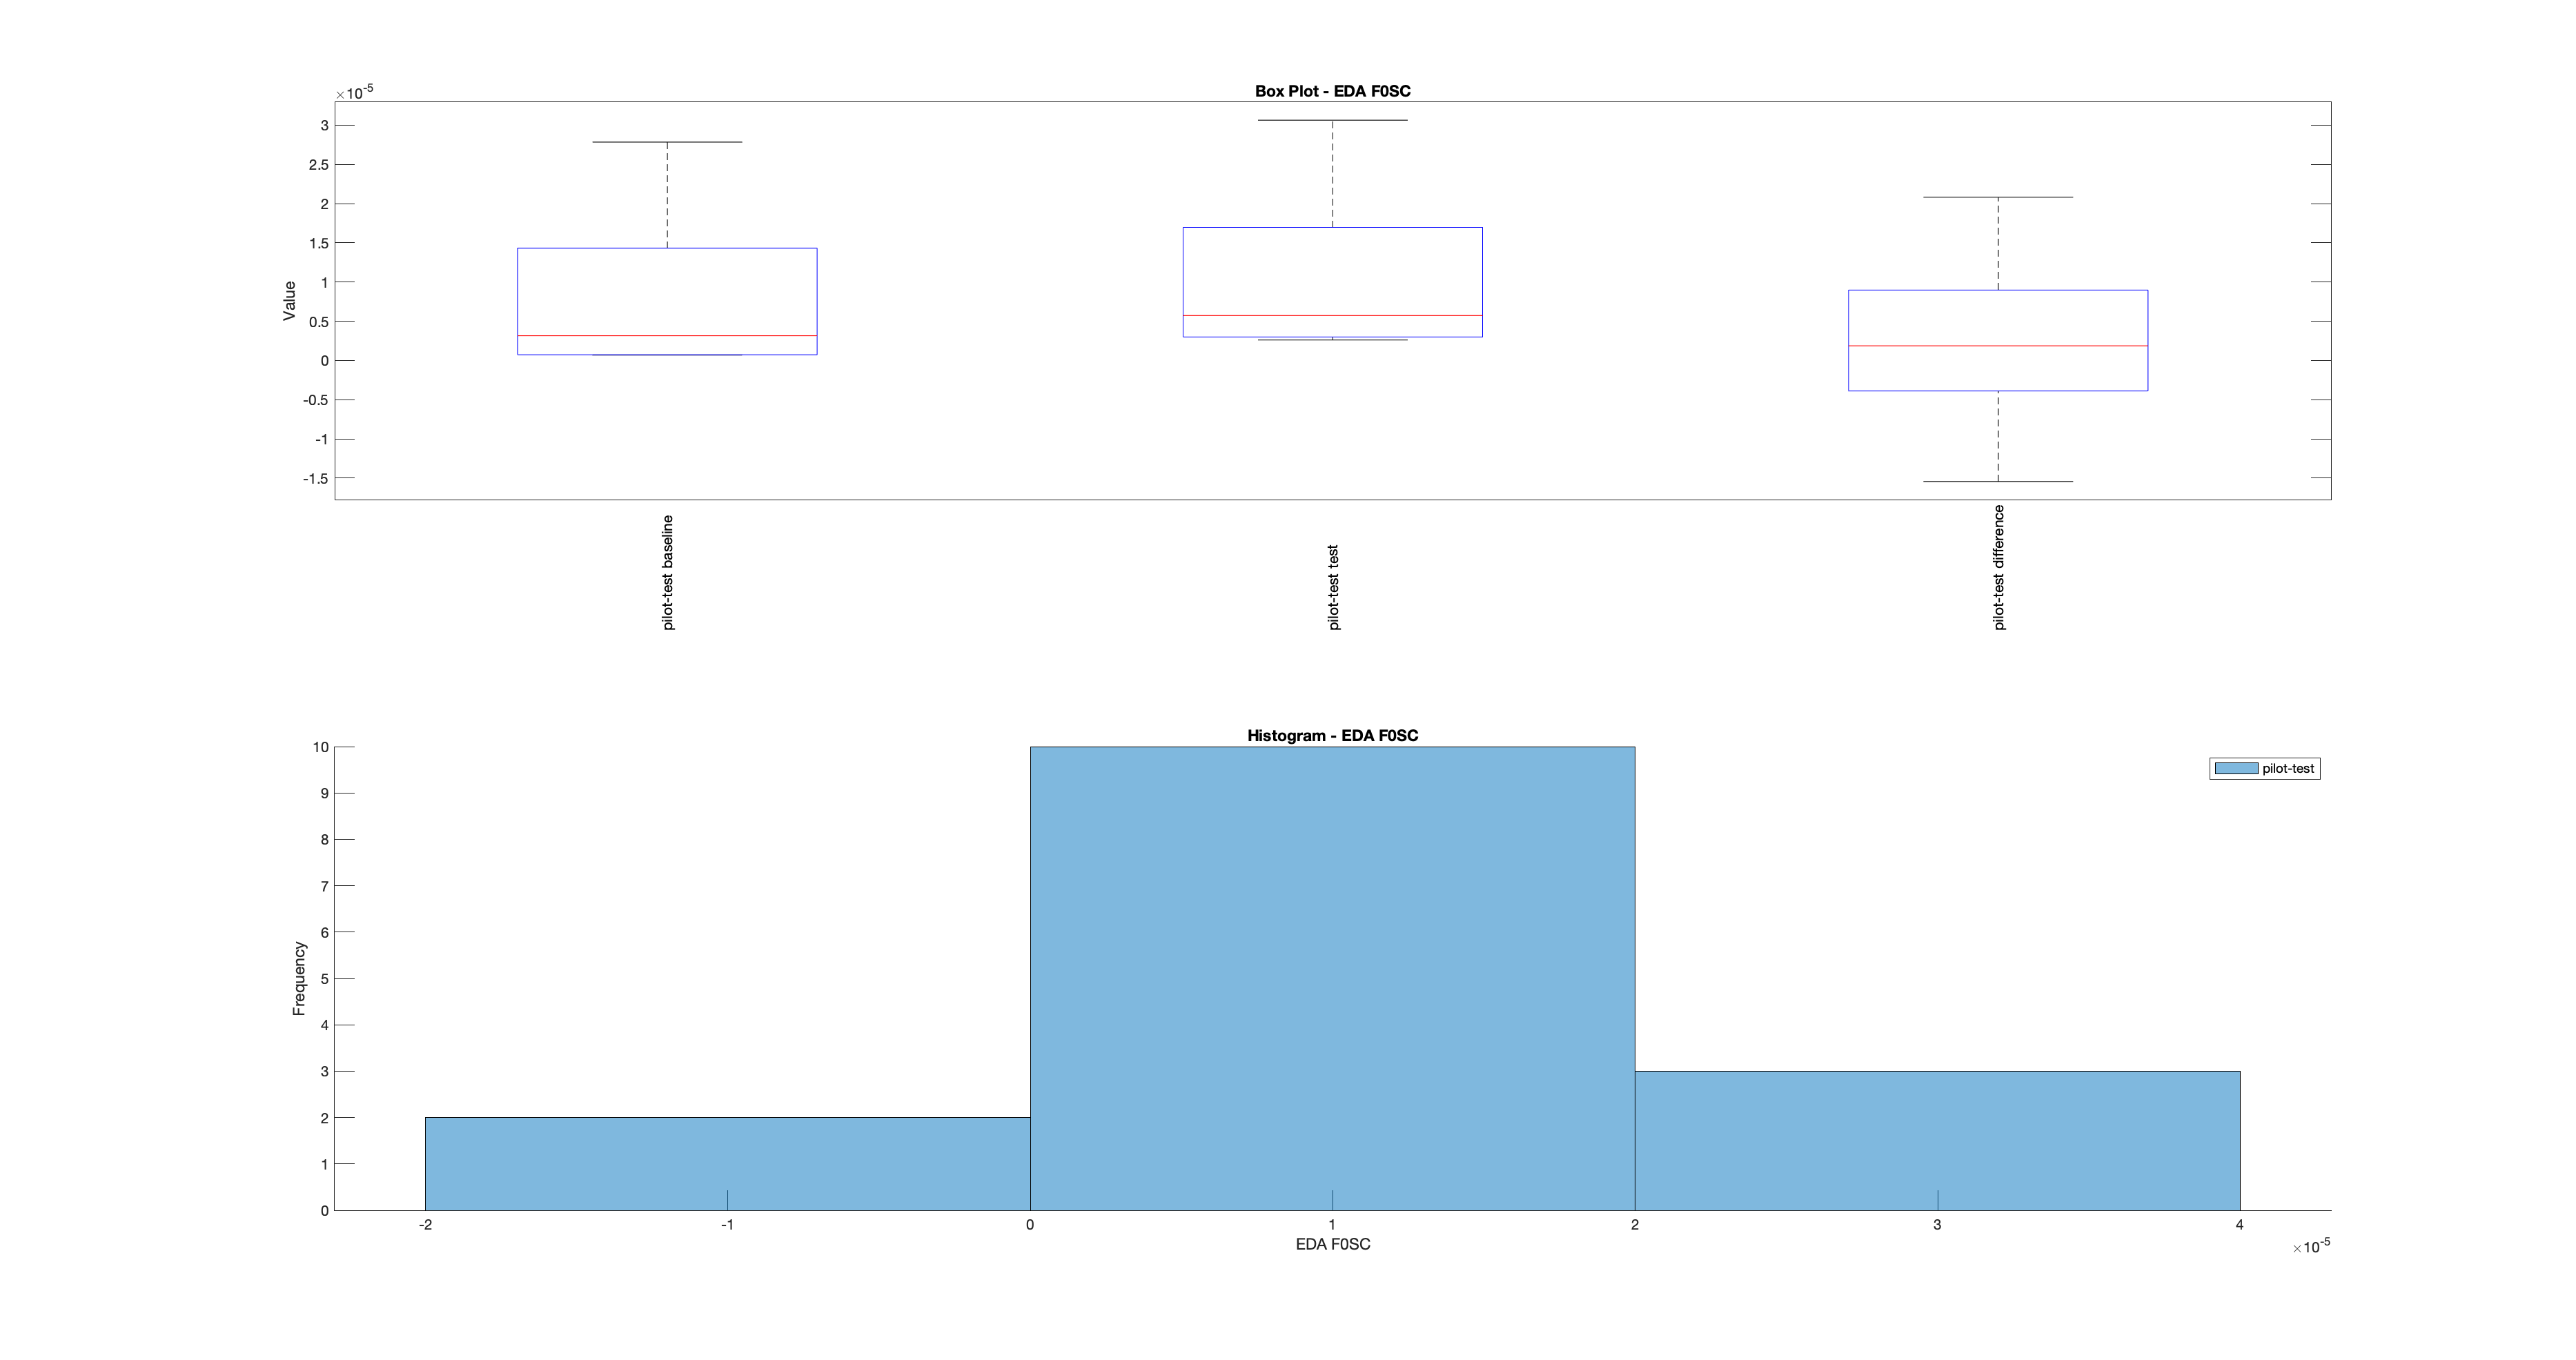 Box Plot - EDA F0SC
×10-5
3
2.5
2
1.5
1
0.5
0
-0.5
-1
-1.5
Value
pilot-test baseline
pilot-test test
pilot-test difference
Histogram - EDA F0SC
10
9
8
7
6
5
4
3
2
1
0
Frequency
pilot-test
-2 -1 0 1 2 3 4
EDA F0SC
×10-5